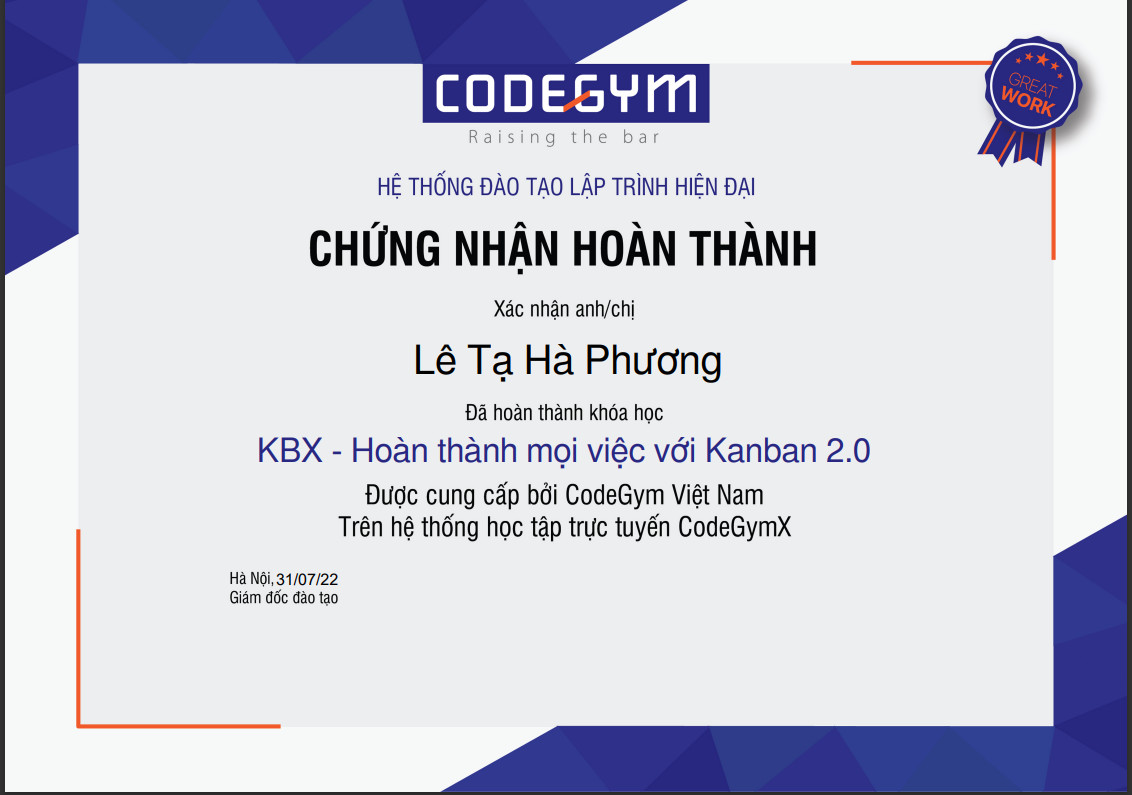 CODEGYM
Raising the bar
GREAT
WORK
HỆ THỐNG ĐÀO TẠO LẬP TRÌNH HIỆN ĐẠI
CHỨNG NHẬN HOÀN THÀNH
Xác nhận anh/chị
Lê Tạ Hà Phương
Đã hoàn thành khóa học
KBX - Hoàn thành mọi việc với Kanban 2.0
Được cung cấp bởi CodeGym Việt Nam
Trên hệ thống học tập trực tuyến CodeGymX
Hà Nội, 31/07/22
Giám đốc đào tạo